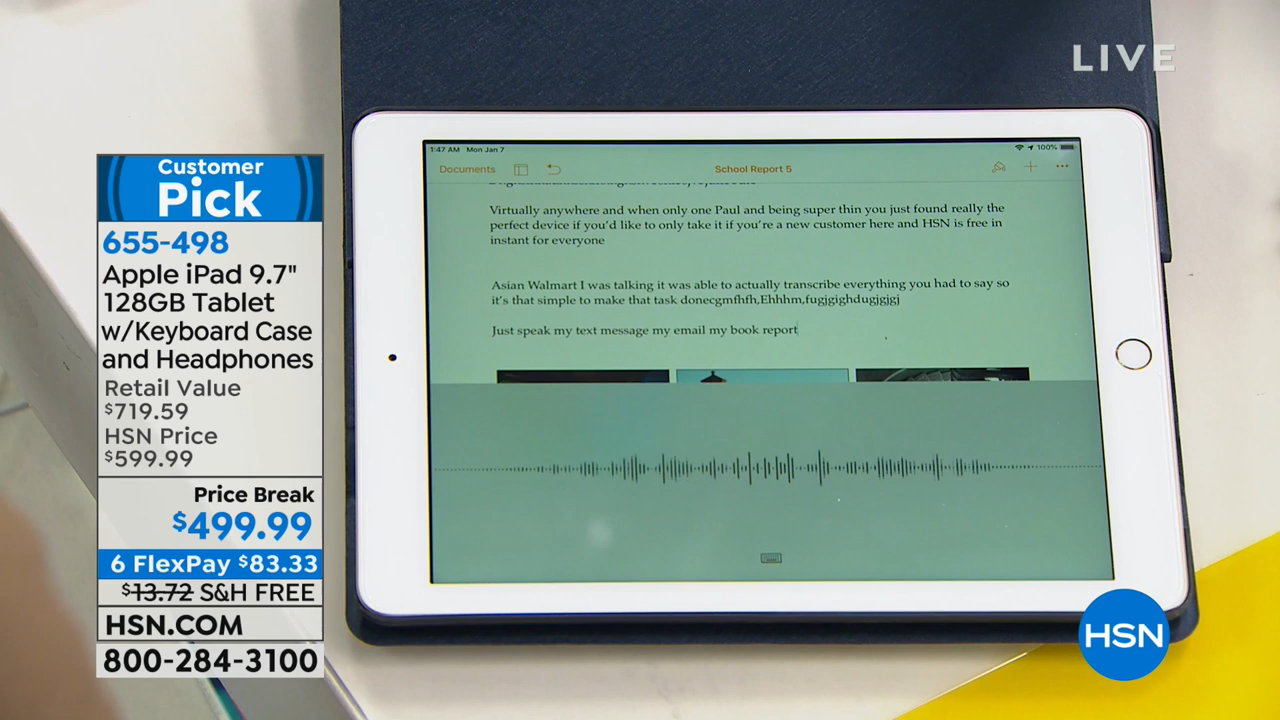 LIVE
Customer
Pick
655-498
Apple iPad 9.7"
128GB Tablet
w/Keyboard Case
and Headphones
Retail Value
$719.59
HSN Price
$599.99
Price Break
$499.99
6 FlexPay $83.33
$13.72 S&H FREE
HSN.COM
800-284-3100
1:47 AM Mon Jan 7
100%
Documents
School Report 5
Virtually anywhere and when only one Paul and being super thin you just found really the
perfect device if you'd like to only take it if you're a new customer here and HSN is free in
instant for everyone
Asian Walmart I was talking it was able to actually transcribe everything you had to say so
it's that simple to make that task donecgmfhfh,Ehhhm,fugjgighdugjgjgj
Just speak my text message my email my book report
HSN